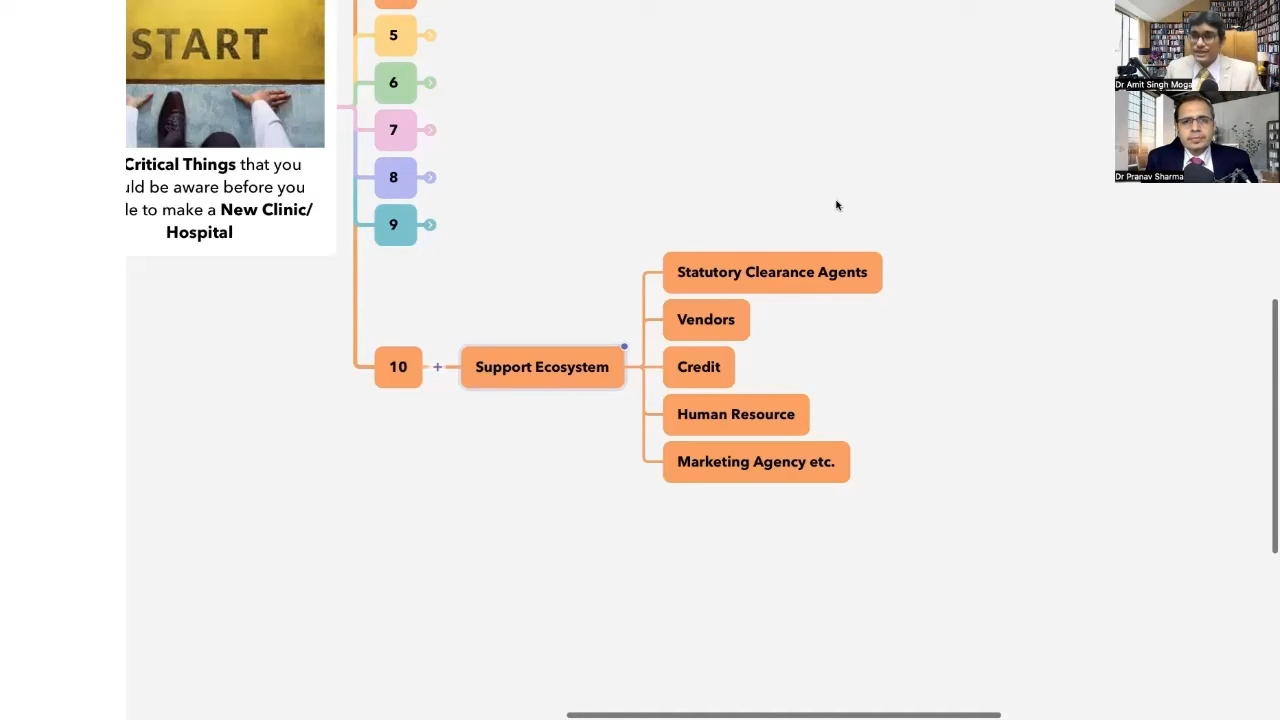 START
Critical Things that you
uld be aware before you
le to make a New Clinic/
Hospital
5
6
7
8
9
10
Support Ecosystem
Statutory Clearance Agents
Vendors
Credit
Human Resource
Marketing Agency etc.
Dr Amit Singh Moga
Dr Pranav Sharma